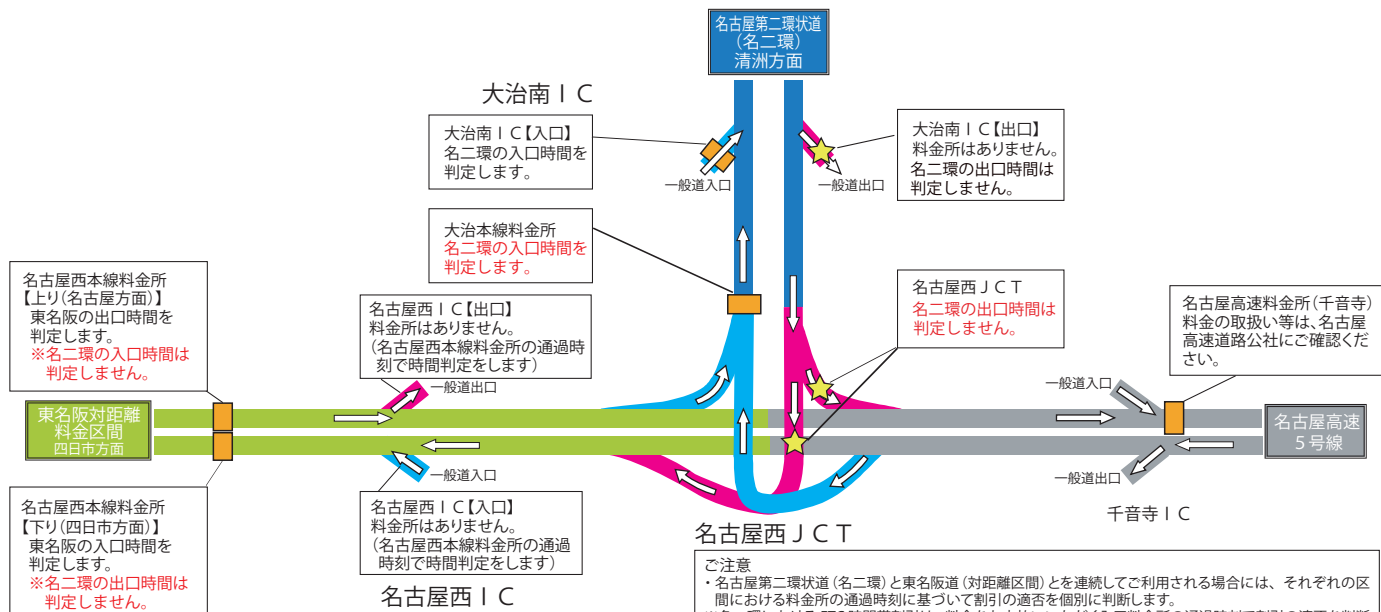 名古屋第二環状道
(名二環)
清洲方面
大治南ＩＣ
大治南ＩＣ【入口】
名二環の入口時間を
判定します。
一般道入口
大治南ＩＣ【出口】
料金所はありません。
名二環の出口時間は
判定しません。
一般道出口
大治本線料金所
名二環の入口時間を
判定します。
名古屋西本線料金所
【上り(名古屋方面)】
東名阪の出口時間を
判定します。
※名二環の入口時間は
判定しません。
名古屋西ＩＣ【出口】
料金所はありません。
(名古屋西本線料金所の通過時
刻で時間判定をします)
一般道出口
名古屋西ＪＣＴ
名二環の出口時間は
判定しません。
名古屋高速料金所(千音寺)
料金の取扱い等は、名古屋
高速道路公社にご確認くだ
さい。
一般道入口
東名阪対距離
料金区間
四日市方面
名古屋高速
５号線
一般道入口
一般道出口
名古屋西本線料金所
【下り(四日市方面)】
東名阪の入口時間を
判定します。
※名二環の出口時間は
判定しません。
名古屋西ＩＣ【入口】
料金所はありません。
(名古屋西本線料金所の通過
時刻で時間判定をします)
名古屋西ＩＣ
名古屋西ＪＣＴ
千音寺ＩＣ
ご注意
・名古屋第二環状道(名二環)と東名阪道(対距離区間)とを連続してご利用される場合には、それぞれの区
間における料金所の通過時刻に基づいて割引の適否を個別に判断します。